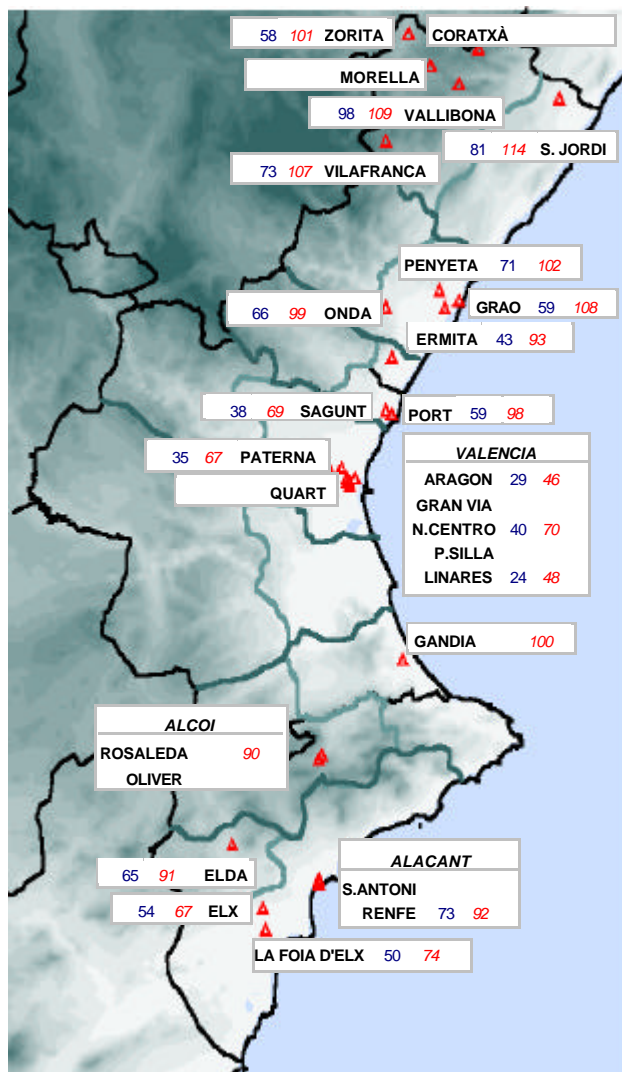 58 101 ZORITA
CORATXÀ
MORELLA
98 109 VALLIBONA
81 114 S. JORDI
73 107 VILAFRANCA
PENYETA 71 102
66 99 ONDA
GRAO 59 108
ERMITA 43 93
38 69 SAGUNT
PORT 59 98
35 67 PATERNA
QUART
VALENCIA
ARAGON 29 46
GRAN VIA
N.CENTRO 40 70
P.SILLA
LINARES 24 48
GANDIA 100
ALCOI
ROSALEDA 90
OLIVER
65 91 ELDA
54 67 ELX
ALACANT
S.ANTONI
RENFE 73 92
LA FOIA D'ELX 50 74